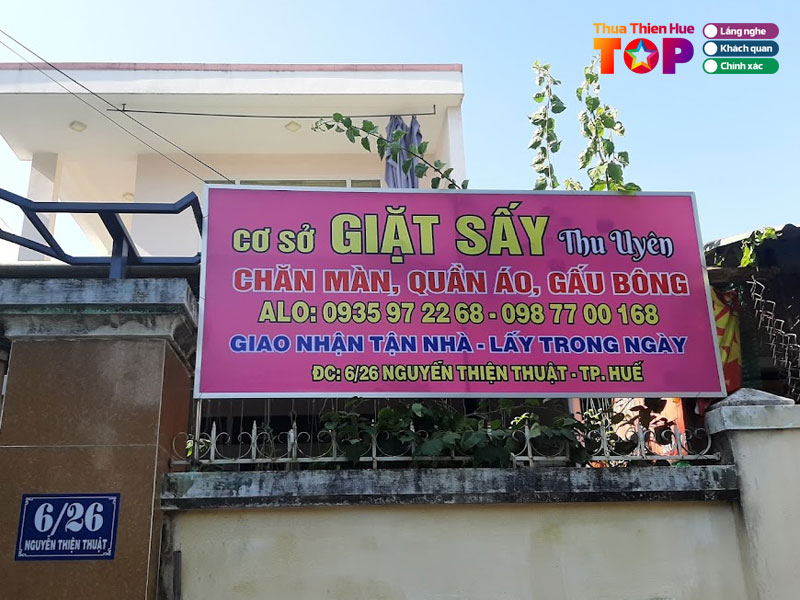 Thua Thien Hue
TOP
Lắng nghe
Khách quan
Chính xác
CƠ SỞ GIẶT SẤY Thu Uyên
CHĂN MÀN, QUẦN ÁO, GẤU BÔNG
ALO: 0935 97 22 68 - 098 77 00 168
GIAO NHẬN TẬN NHÀ - LẤY TRONG NGÀY
ĐC: 6/26 NGUYỄN THIỆN THUẬT - TP. HUẾ
6/26
NGUYỄN THIỆN THUẬT